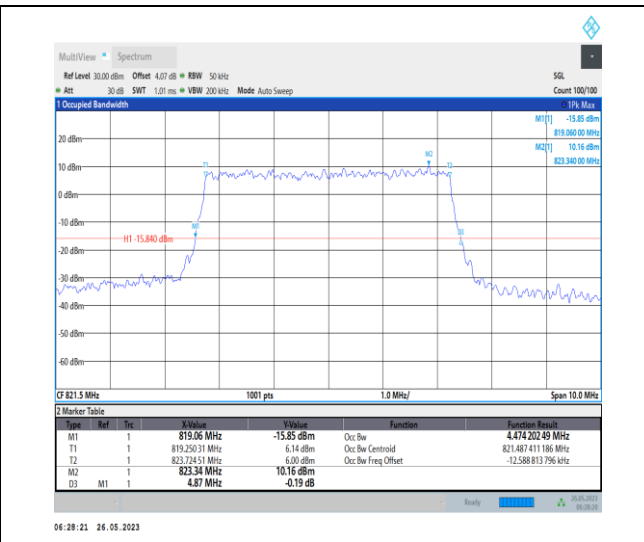 MultiView Spectrum
Ref Level 30.00 dBm Offset 4.07 dB RBW 50 kHz SGL
Att 30 dB SWT 1.01 ms VBW 200 kHz Mode Auto Sweep Count 100/100
1 Occupied Bandwidth 1Pk Max
M1[1] -15.85 dBm
819.060 00 MHz
M2[1] 10.16 dBm
823.340 00 MHz
20 dBm
M2
T1 T2
10 dBm
0 dBm
-10 dBm
M1
D3
H1 -15.840 dBm
-20 dBm
-30 dBm
-40 dBm
-50 dBm
-60 dBm
CF 821.5 MHz 1001 pts 1.0 MHz/ Span 10.0 MHz
2 Marker Table
Type Ref Trc X-Value Y-Value Function Function Result
M1 1 819.06 MHz -15.85 dBm Occ Bw 4.474 202 49 MHz
T1 1 819.250 31 MHz 6.14 dBm Occ Bw Centroid 821.487 411 186 MHz
T2 1 823.724 51 MHz 6.00 dBm Occ Bw Freq Offset -12.588 813 796 kHz
M2 1 823.34 MHz 10.16 dBm
D3 M1 1 4.87 MHz -0.19 dB
Ready 26.05.2023
06:28:20
06:28:21 26.05.2023